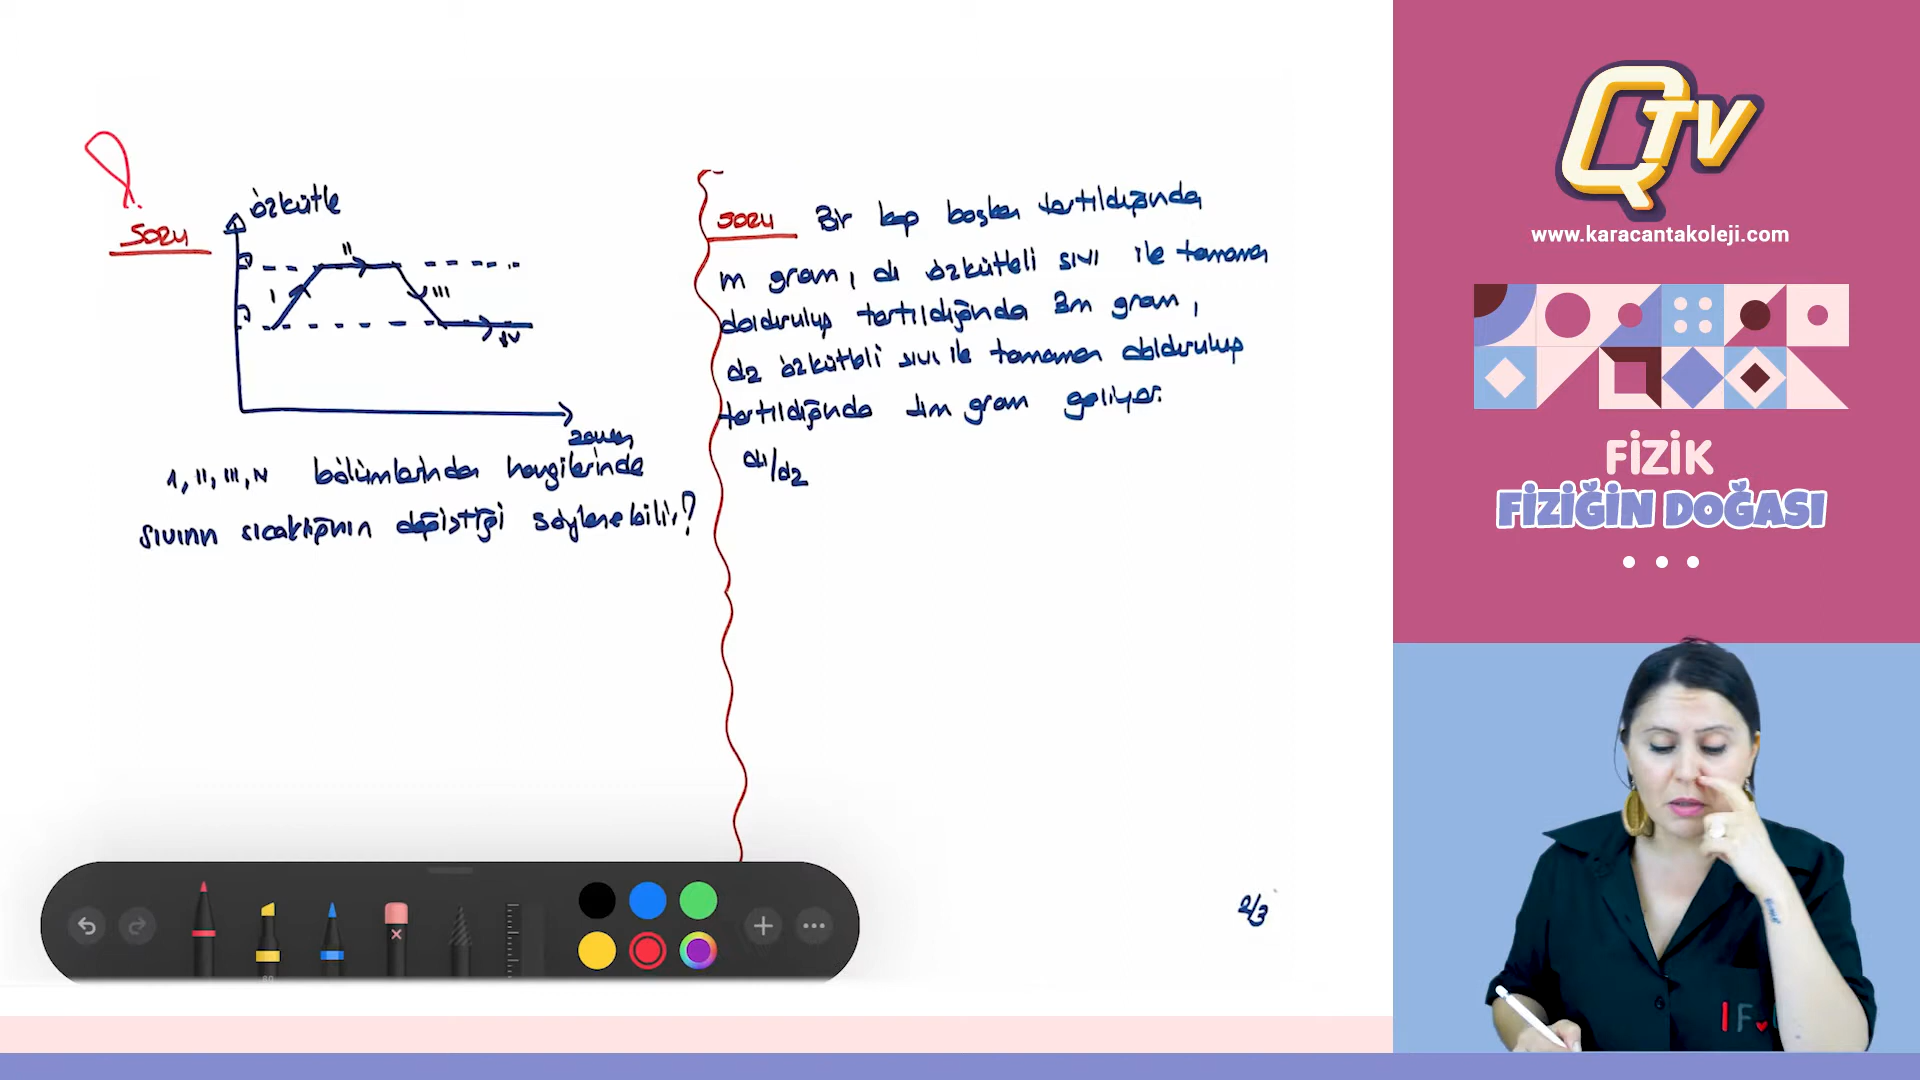 Soru
özkütle
I
II
III
IV
zaman
I, II, III, IV bölümlerinden hangilerinde
sıvının sıcaklığının değiştiği söylenebilir?
soru Bir kap boşken tartıldığında
m gram, d1 özkütleli sıvı ile tamamen
doldurulup tartıldığında 3m gram,
d2 özkütleli sıvı ile tamamen doldurulup
tartıldığında 4m gram geliyor.
d1/d2
2/3
QTV
www.karacantakoleji.com
FİZİK
FİZİĞİN DOĞASI